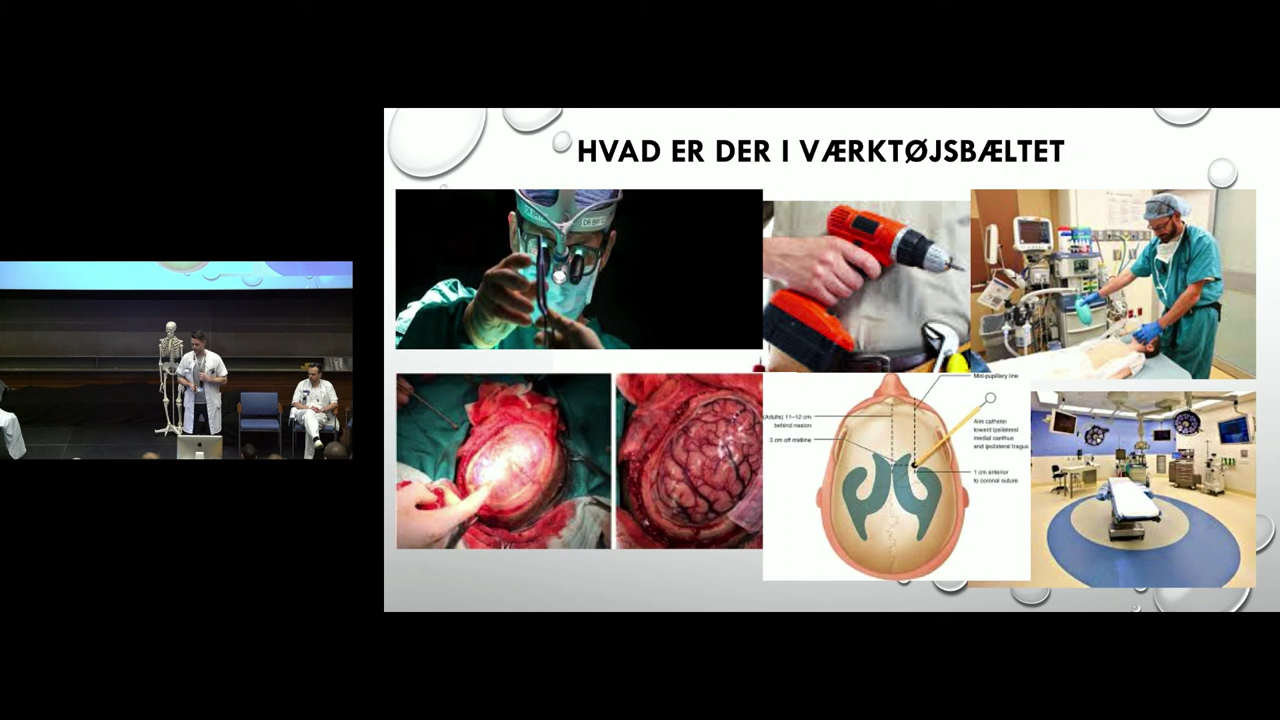 HVAD ER DER I VÆRKTØJSBÆLTET
Mid-pupillary line
(Adults) 11–12 cm
behind nasion
3 cm off midline
Aim catheter
toward ipsilateral
medial canthus
and ipsilateral tragus
1 cm anterior
to coronal suture